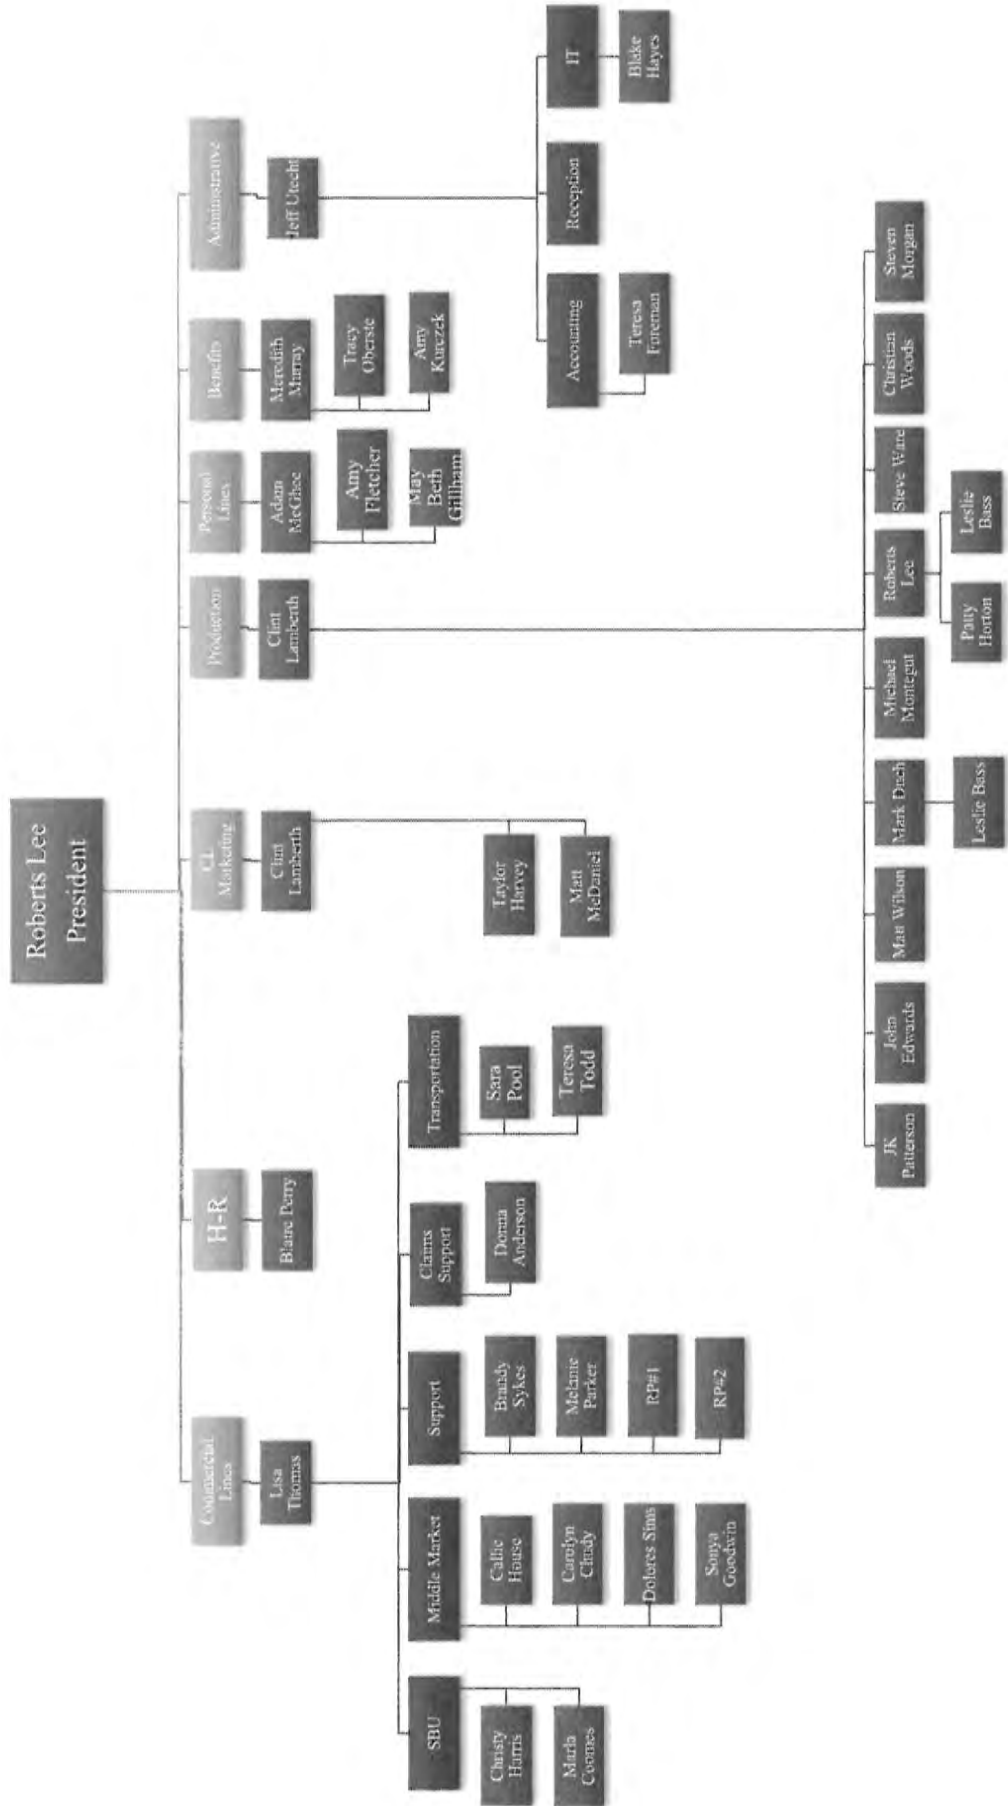 Roberts Lee
President
Commercial
Lines
H-R
CL
Marketing
Production
Personal
Lines
Benefits
Administrative
Lisa
Thomas
Blaire Perry
Clint
Lamberth
Clint
Lamberth
Adam
McGhee
Meredith
Murray
Jeff Utecht
Amy
Fletcher
May
Beth
Gillham
Tracy
Oberste
Amy
Kurczek
SBU
Middle Market
Support
Claims
Support
Transportation
Christy
Harris
Marla
Coomes
Callie
House
Carolyn
Chudy
Dolores Sims
Sonya
Goodwin
Brandy
Sykes
Melanie
Parker
RP#1
RP#2
Donna
Anderson
Sara
Pool
Teresa
Todd
Taylor
Harvey
Matt
McDaniel
Accounting
Reception
IT
Teresa
Foreman
Blake
Hayes
JK
Patterson
John
Edwards
Matt Wilson
Mark
Michael
Montegut
Roberts
Lee
Steve Ware
Christian
Woods
Steven
Morgan
Leslie Bass
Patty
Horton
Leslie
Bass